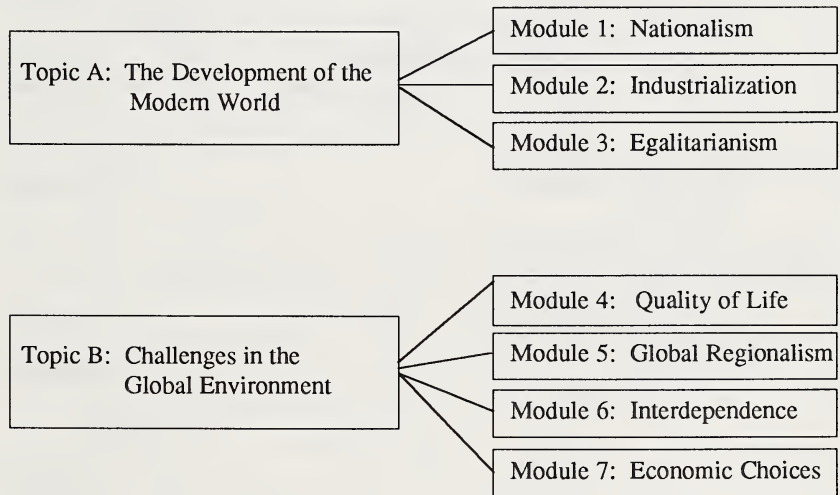 Topic A: The Development of the
Modern World
Module 1: Nationalism
Module 2: Industrialization
Module 3: Egalitarianism
Topic B: Challenges in the
Global Environment
Module 4: Quality of Life
Module 5: Global Regionalism
Module 6: Interdependence
Module 7: Economic Choices